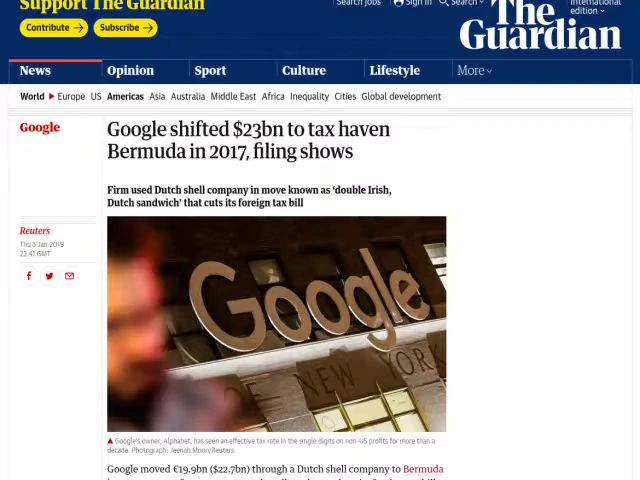 Support The Guardian
Contribute →
Subscribe →
Search jobs
Sign in
Search
International edition
The Guardian
News
Opinion
Sport
Culture
Lifestyle
More
World
Europe
US
Americas
Asia
Australia
Middle East
Africa
Inequality
Cities
Global development
Google
Google shifted $23bn to tax haven
Bermuda in 2017, filing shows
Firm used Dutch shell company in move known as ‘double Irish,
Dutch sandwich’ that cuts its foreign tax bill
Reuters
Thu 3 Jan 2019
22.41 GMT
Google
NEW YORK
Google's owner, Alphabet, has seen an effective tax rate in the single digits on non-US profits for more than a
decade. Photograph: Jeenah Moon/Reuters
Google moved €19.9bn ($22.7bn) through a Dutch shell company to Bermuda